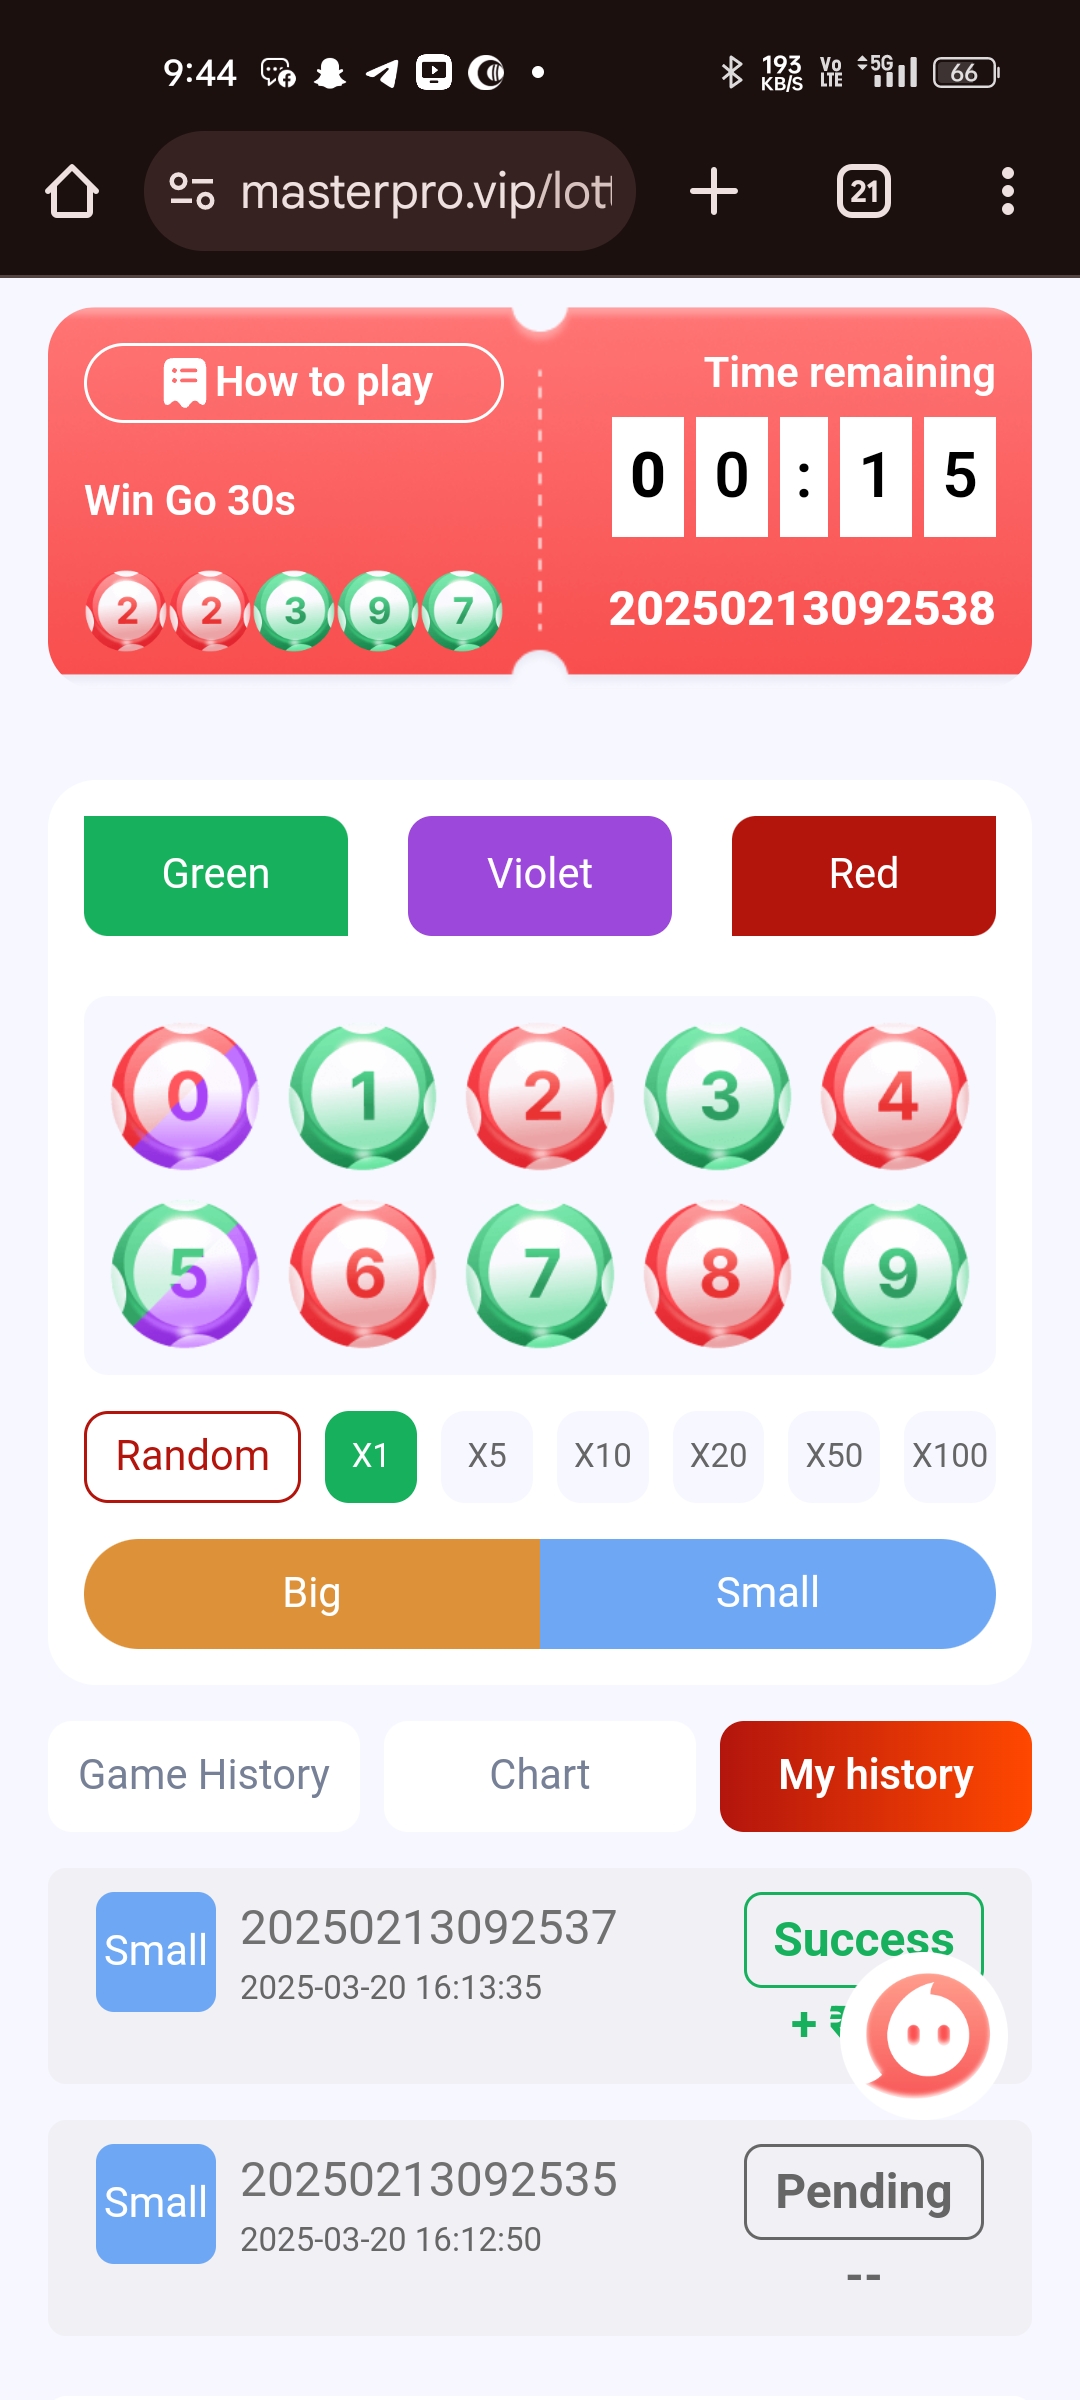 9:44
193 KB/S
Vo LTE
5G
66
masterpro.vip/lott
21
How to play
Time remaining
0 0 : 1 5
Win Go 30s
2 2 3 9 7
20250213092538
Green Violet Red
0 1 2 3 4
5 6 7 8 9
Random X1 X5 X10 X20 X50 X100
Big Small
Game History Chart My history
Small
20250213092537
2025-03-20 16:13:35
Success
+ ₹
Small
20250213092535
2025-03-20 16:12:50
Pending
--